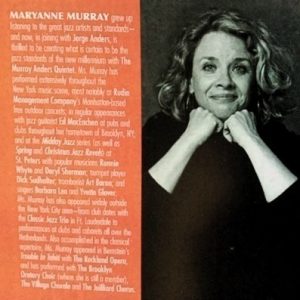 MARYANNE MURRAY grew up
listening to the great jazz artists and standards—
and now, in joining with Jorge Anders, is
thrilled to be creating what is certain to be the
jazz standards of the new millennium with The
Murray Anders Quintet. Ms. Murray has
performed extensively throughout the
New York music scene, most notably at Rudin
Management Company's Manhattan-based
free outdoor concerts; in regular appearances
with jazz guitarist Ed MacEachen at pubs and
clubs throughout her hometown of Brooklyn, NY;
and at the Midday Jazz series (as well as
Spring and Christmas Jazz Revels) at
St. Peters with popular musicians Ronnie
Whyte and Daryl Sherman; trumpet player
Dick Sudhalter; trombonist Art Baron; and
singers Barbara Lea and Yvette Glover.
Ms. Murray has also appeared widely outside
the New York City area—from club dates with
the Classic Jazz Trio in Ft. Lauderdale to
performances at clubs and cabarets all over the
Netherlands. Also accomplished in the classical
repertoire, Ms. Murray appeared in Bernstein's
Trouble in Tahiti with The Rockland Opera,
and has performed with The Brooklyn
Oratory Choir (where she is still a member),
The Village Chorale and The Juilliard Chorus.